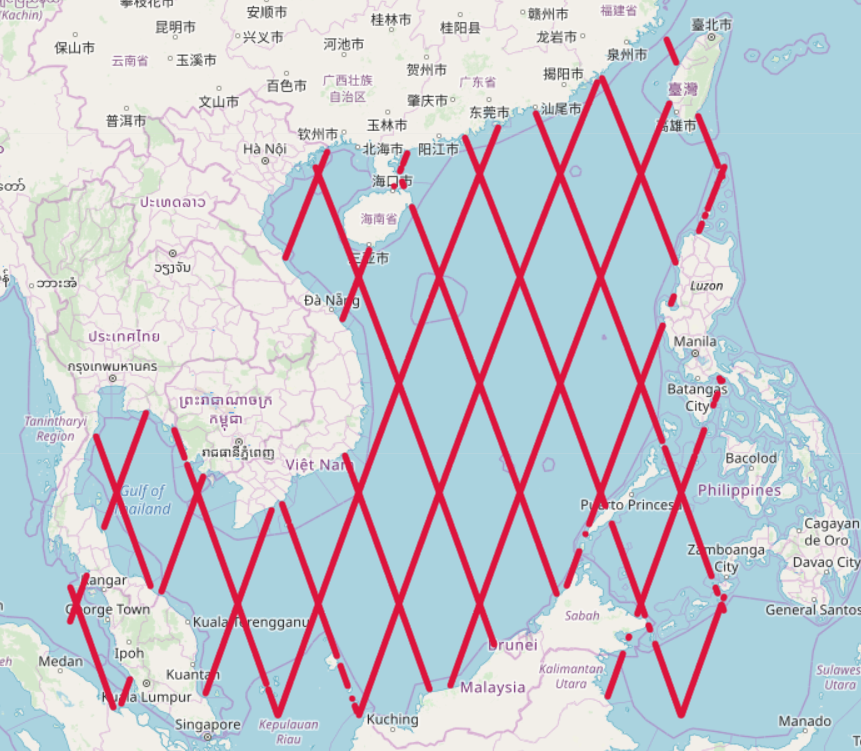 (Kachin)
攀枝花市
安顺市
桂林市
赣州市
福建省
保山市
昆明市
兴义市
河池市
桂阳县
龙岩市
泉州市
臺北市
云南省
玉溪市
贺州市
广西壮族
自治区
百色市
广东省
揭阳市
臺灣
文山市
肇庆市
普洱市
玉林市
东莞市
汕尾市
高雄市
钦州市
Hà Nội
北海市
阳江市
海口市
ປະເທດລາວ
海南省
三亚市
ວຽງຈັນ
Luzon
Đà Nẵng
ประเทศไทย
Manila
กรุงเทพมหานคร
Batangas
City
ព្រះរាជាណាចក្រ
កម្ពុជា
Tanintharyi
Region
រាជធានីភ្នំពេញ
Việt Nam
Bacolod
Gulf of
Thailand
Puerto Princesa
Philippines
Cagayan
de Oro
Zamboanga
City
Davao City
Kangar
George Town
General Santos
Kuala Terengganu
Sabah
Ipoh
Brunei
Medan
Kuantan
Kalimantan
Utara
Kuala Lumpur
Malaysia
Sulawesi
Utara
Singapore
Kepulauan
Riau
Kuching
Manado